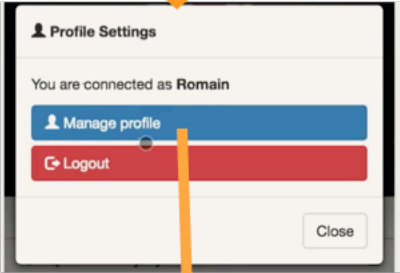 Profile Settings
You are connected as Romain
Manage profile
Logout
Close